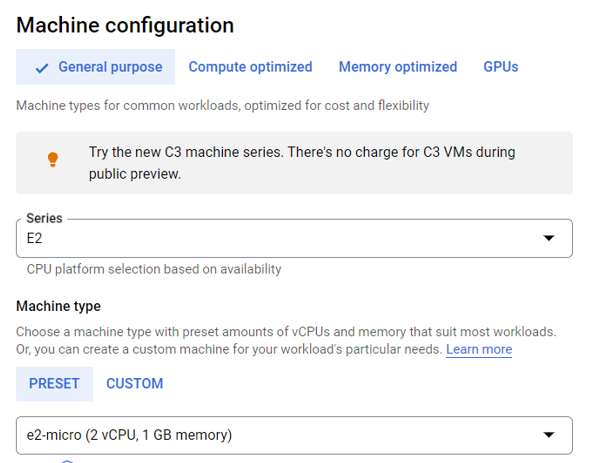 Machine configuration
General purpose Compute optimized Memory optimized GPUs
Machine types for common workloads, optimized for cost and flexibility
Try the new C3 machine series. There's no charge for C3 VMs during
public preview.
Series
E2
CPU platform selection based on availability
Machine type
Choose a machine type with preset amounts of vCPUs and memory that suit most workloads.
Or, you can create a custom machine for your workload's particular needs. Learn more
PRESET CUSTOM
e2-micro (2 vCPU, 1 GB memory)